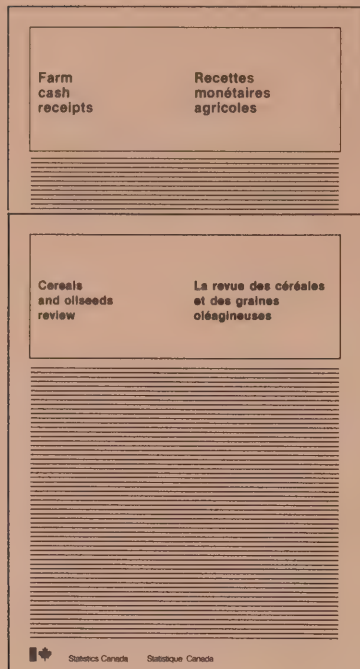 Farm
cash
receipts
Recettes
monétaires
agricoles
Cereals
and oilseeds
review
La revue des céréales
et des graines
oléagineuses
Statistics Canada Statistique Canada